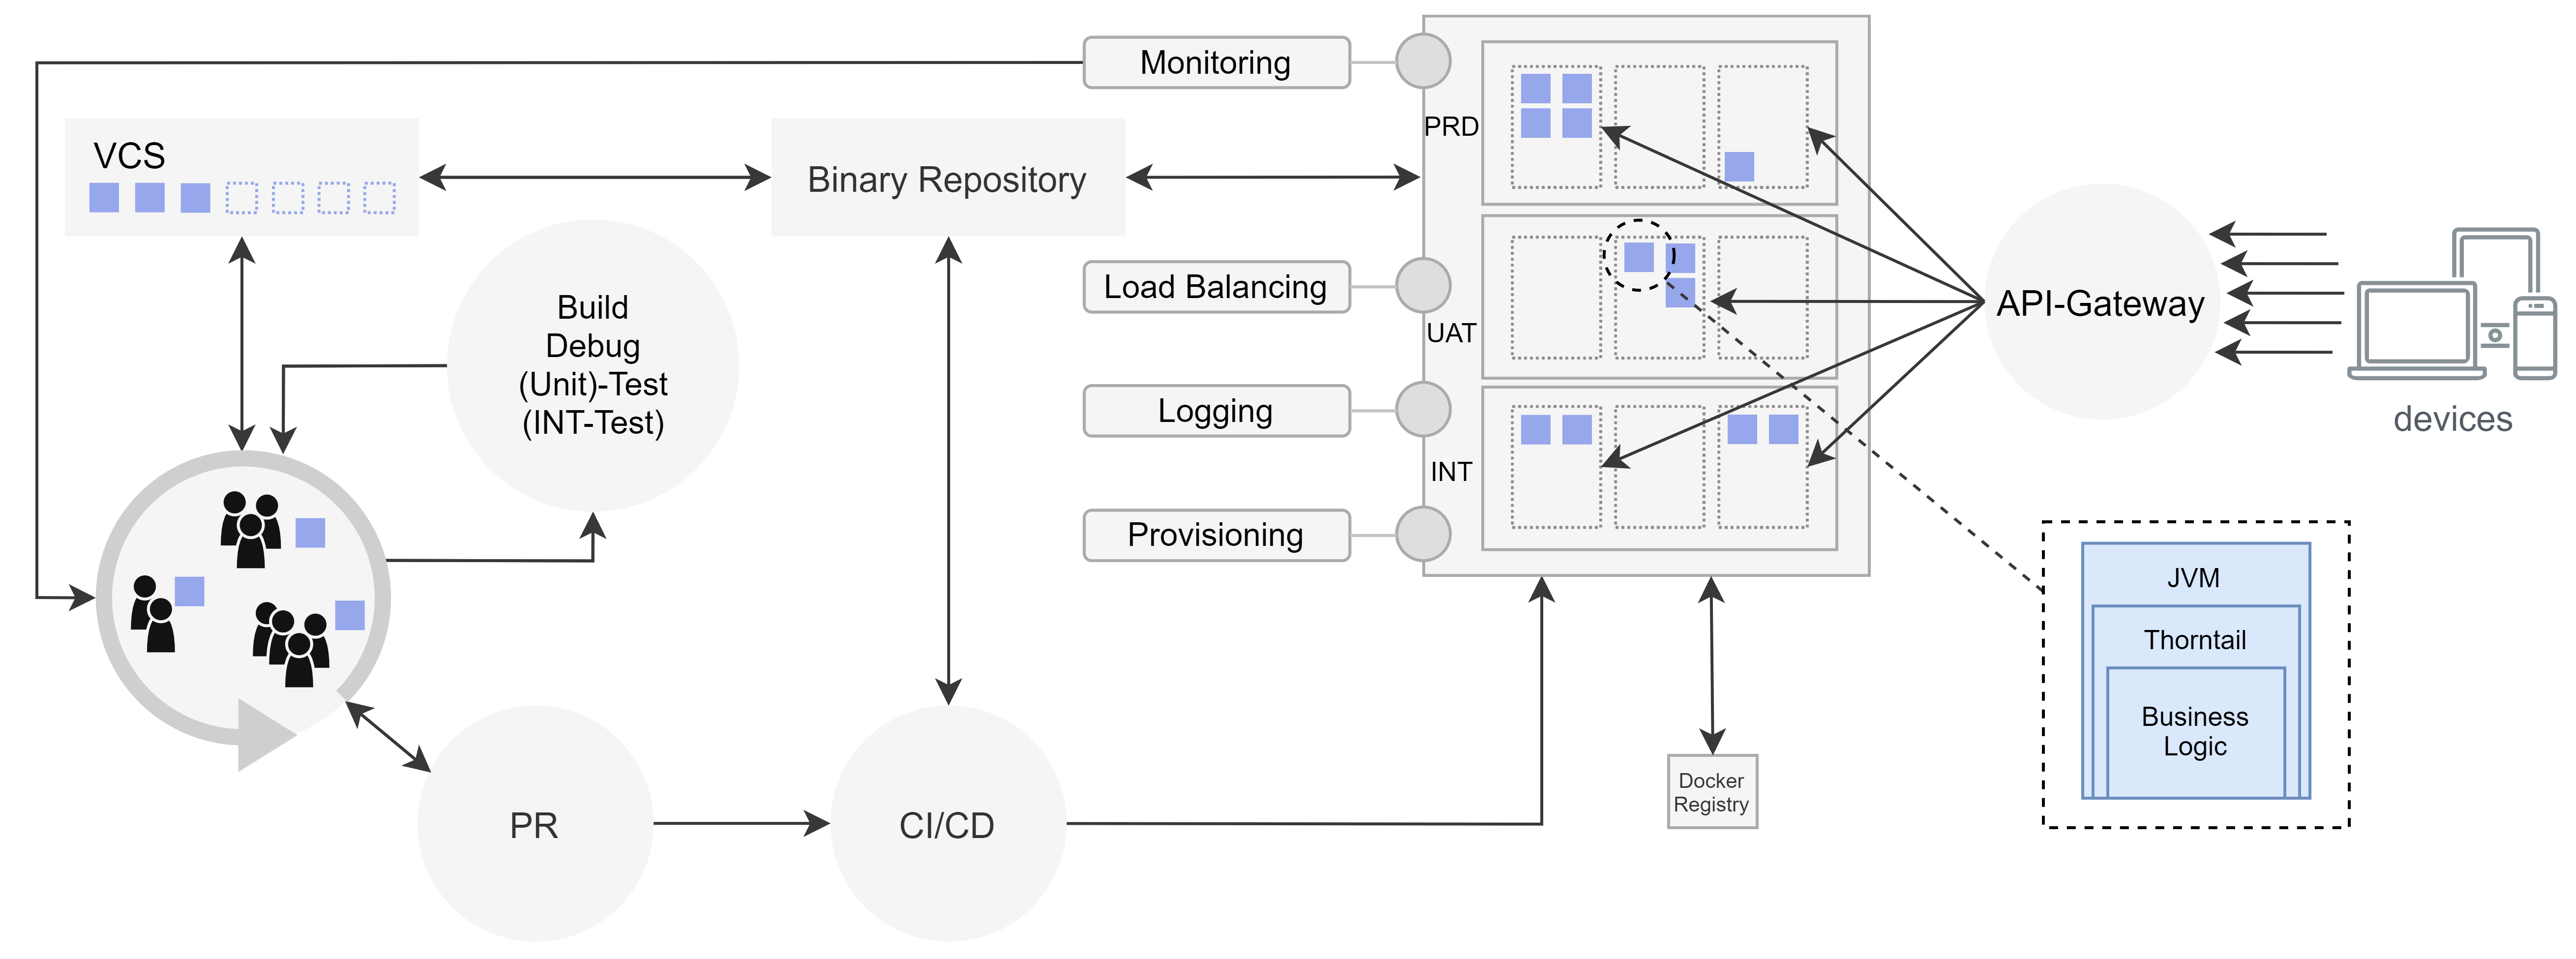 Monitoring
PRD
VCS
Binary Repository
Build
Debug
(Unit)-Test
(INT-Test)
Load Balancing
UAT
API-Gateway
devices
Logging
INT
Provisioning
JVM
Thorntail
Business
Logic
PR
CI/CD
Docker
Registry